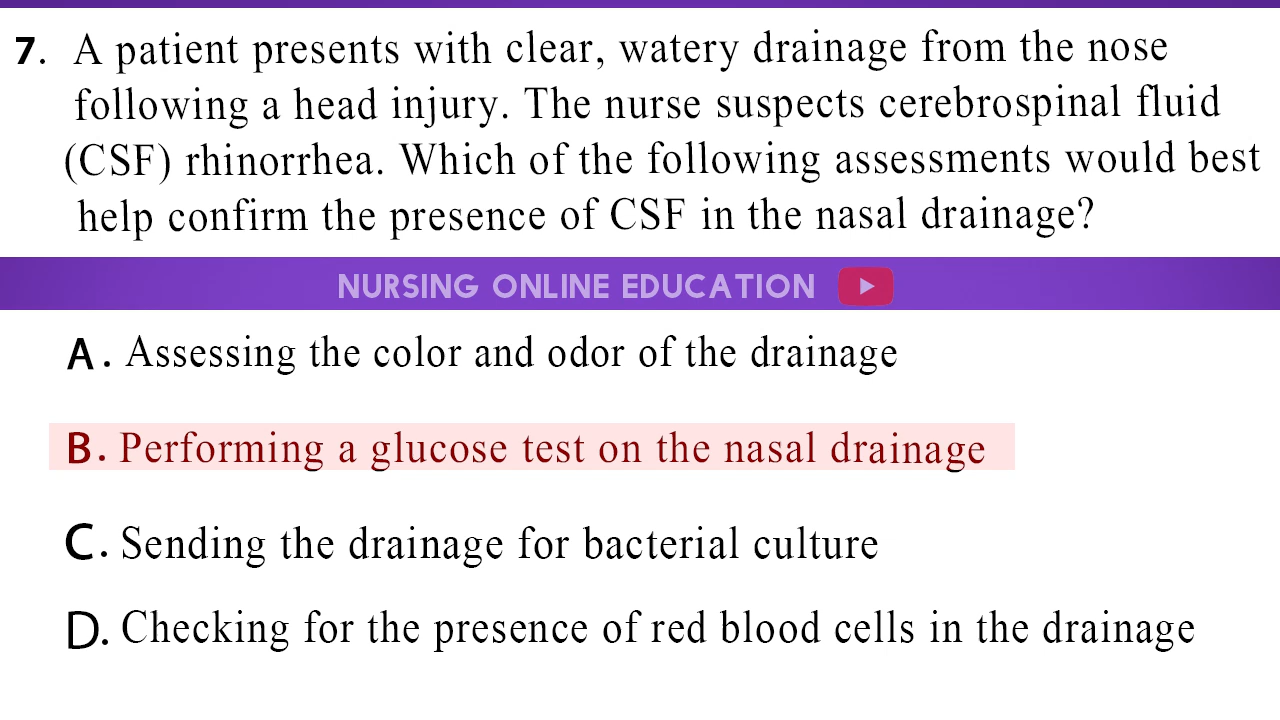 7. A patient presents with clear, watery drainage from the nose
following a head injury. The nurse suspects cerebrospinal fluid
(CSF) rhinorrhea. Which of the following assessments would best
help confirm the presence of CSF in the nasal drainage?
NURSING ONLINE EDUCATION
A. Assessing the color and odor of the drainage
B. Performing a glucose test on the nasal drainage
C. Sending the drainage for bacterial culture
D. Checking for the presence of red blood cells in the drainage